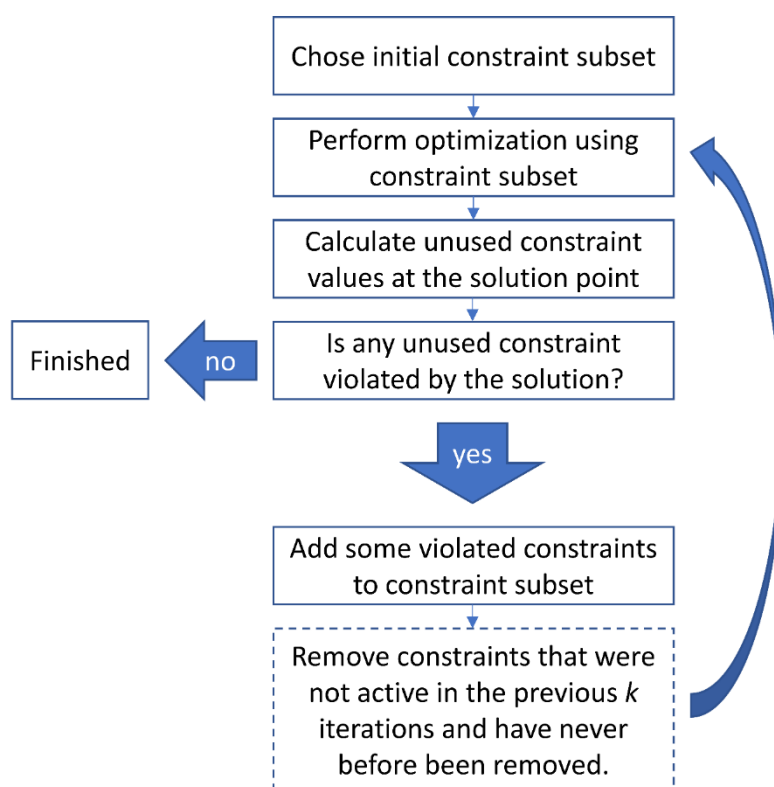 Chose initial constraint subset
Perform optimization using
constraint subset
Calculate unused constraint
values at the solution point
Is any unused constraint
violated by the solution?
no
Finished
yes
Add some violated constraints
to constraint subset
Remove constraints that were
not active in the previous k
iterations and have never
before been removed.